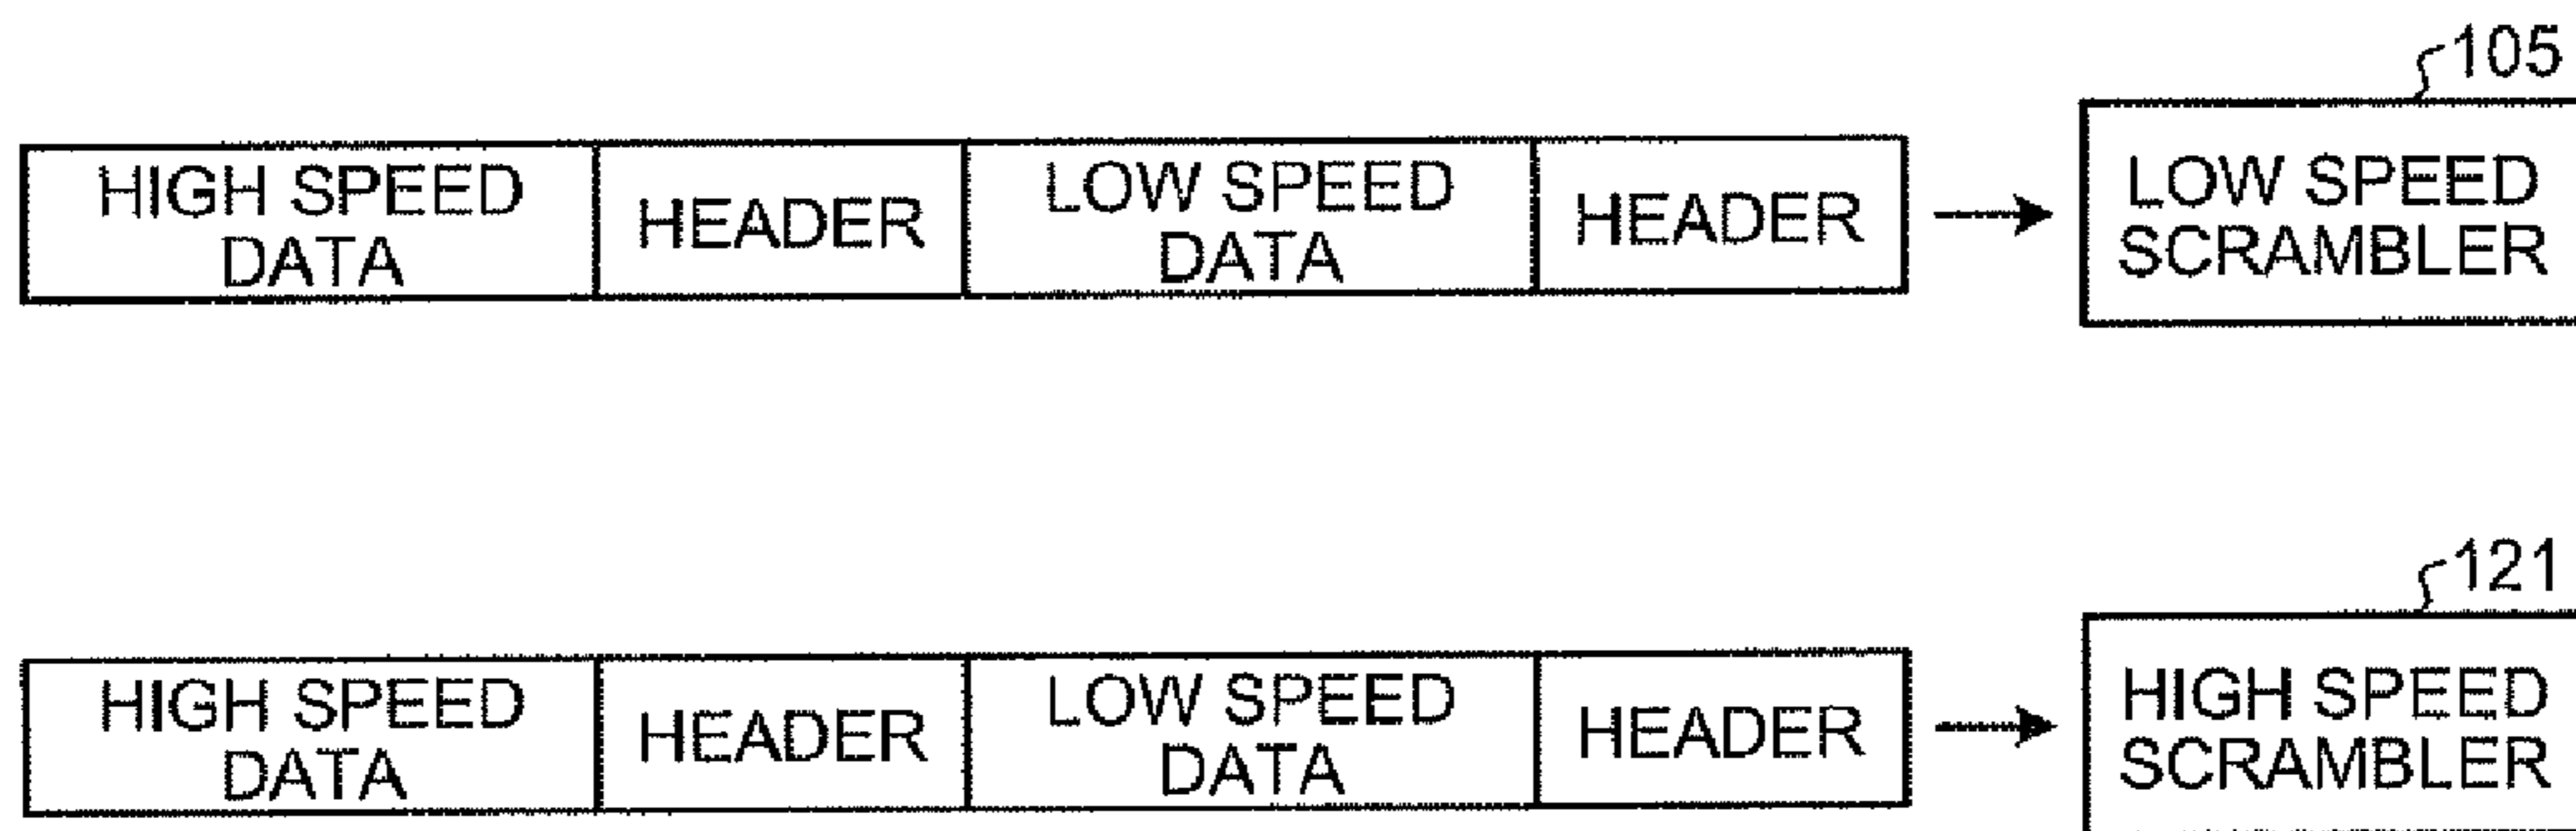 105
HIGH SPEED
DATA
HEADER
LOW SPEED
DATA
HEADER
LOW SPEED
SCRAMBLER
121
HIGH SPEED
DATA
HEADER
LOW SPEED
DATA
HEADER
HIGH SPEED
SCRAMBLER